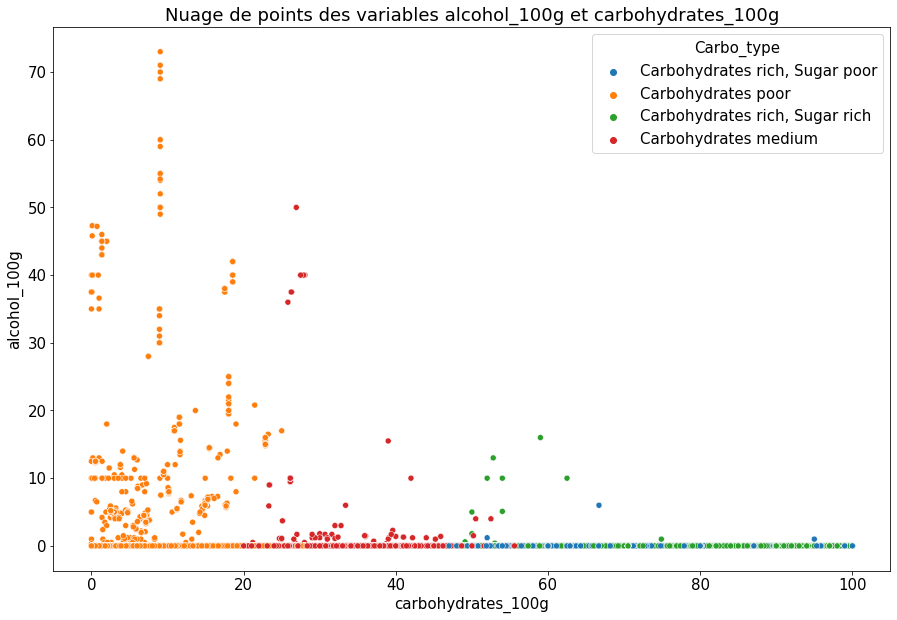 Nuage de points des variables alcohol_100g et carbohydrates_100g
Carbo_type
Carbohydrates rich, Sugar poor
Carbohydrates poor
Carbohydrates rich, Sugar rich
Carbohydrates medium
alcohol_100g
70
60
50
40
30
20
10
0
0 20 40 60 80 100
carbohydrates_100g